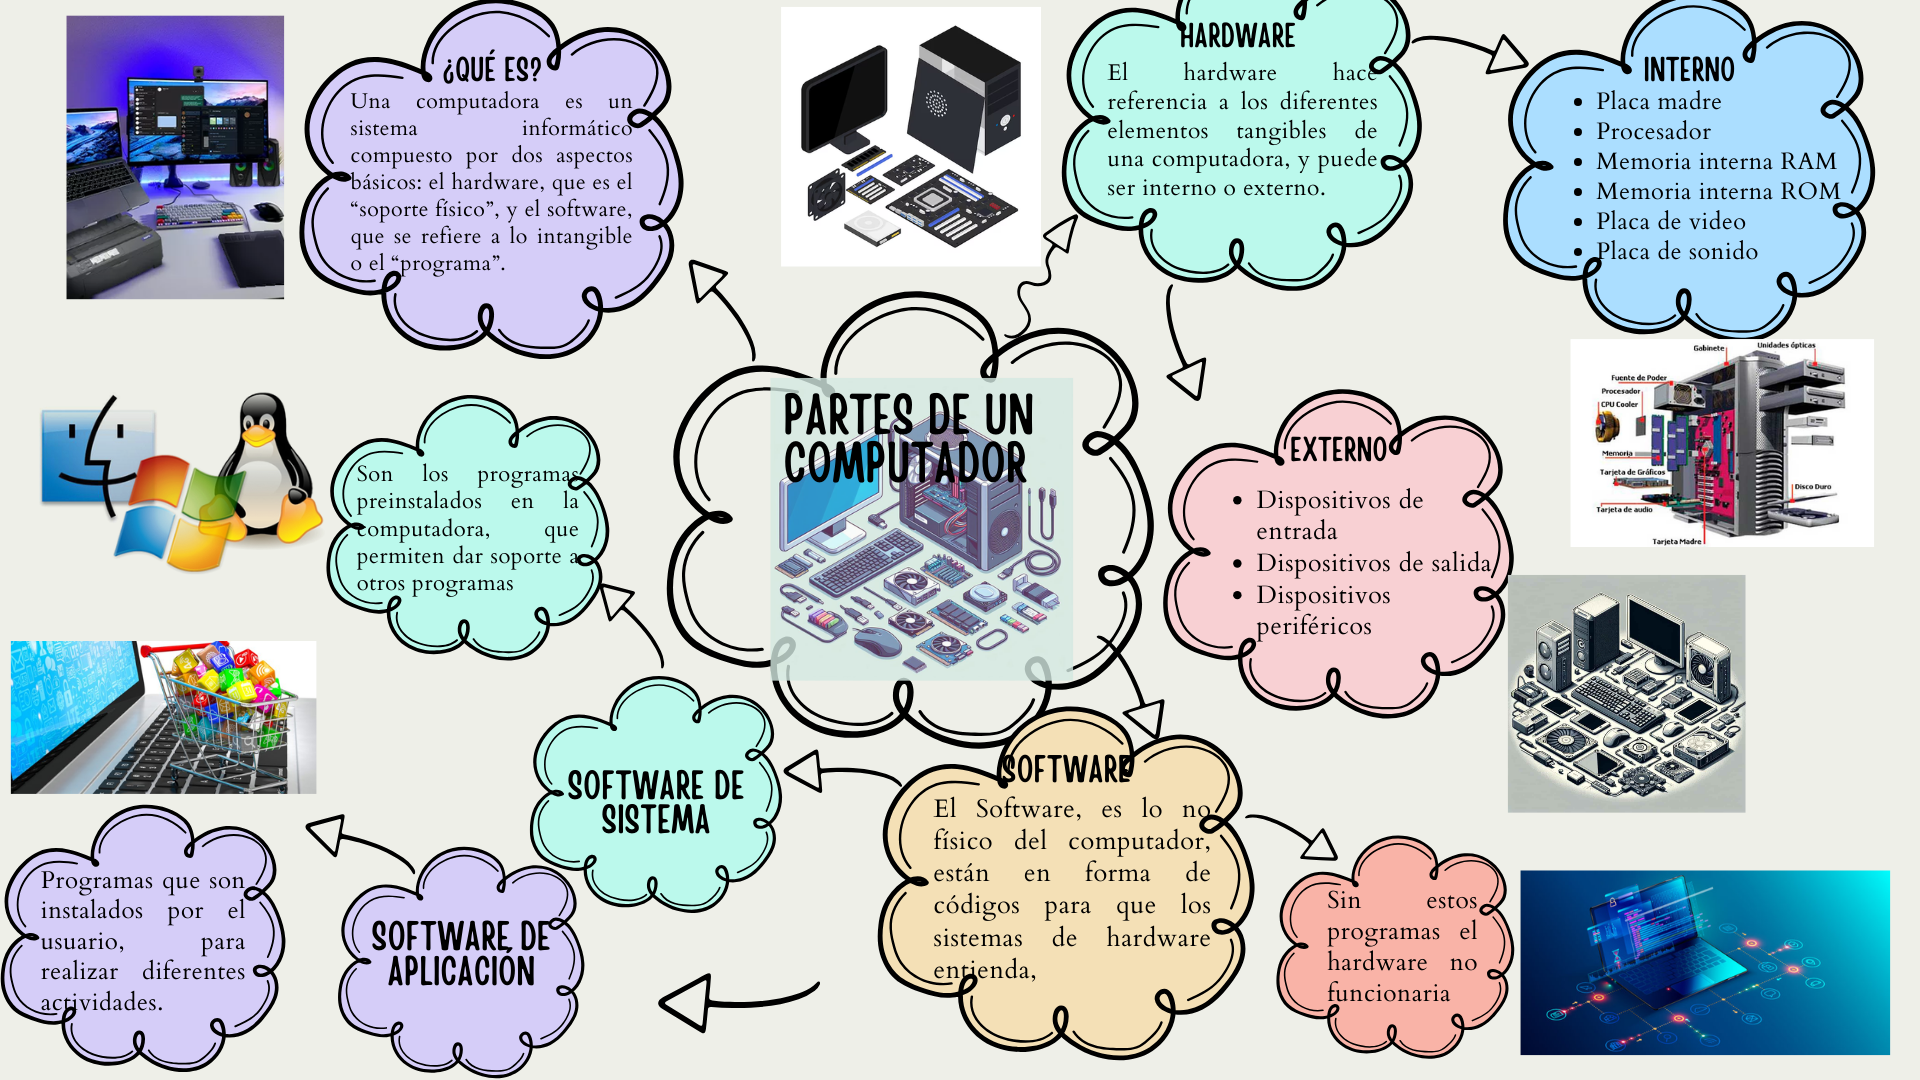 ¿QUÉ ES?
Una computadora es un
sistema informático
compuesto por dos aspectos
básicos: el hardware, que es el
“soporte físico”, y el software,
que se refiere a lo intangible
o el “programa”.
HARDWARE
El hardware hace
referencia a los diferentes
elementos tangibles de
una computadora, y puede
ser interno o externo.
INTERNO
Placa madre
Procesador
Memoria interna RAM
Memoria interna ROM
Placa de video
Placa de sonido
Gabinete
Unidades ópticas
Fuente de Poder
Procesador
CPU Cooler
Memoria
Tarjeta de Gráficos
Tarjeta de audio
Disco Duro
Tarjeta Madre
PARTES DE UN
COMPUTADOR
Son los programas
preinstalados en la
computadora, que
permiten dar soporte a
otros programas
EXTERNO
Dispositivos de
entrada
Dispositivos de salida
Dispositivos
periféricos
SOFTWARE DE
SISTEMA
SOFTWARE
El Software, es lo no
físico del computador,
están en forma de
códigos para que los
sistemas de hardware
entienda,
Programas que son
instalados por el
usuario, para
realizar diferentes
actividades.
SOFTWARE DE
APLICACIÓN
Sin estos
programas el
hardware no
funcionaria